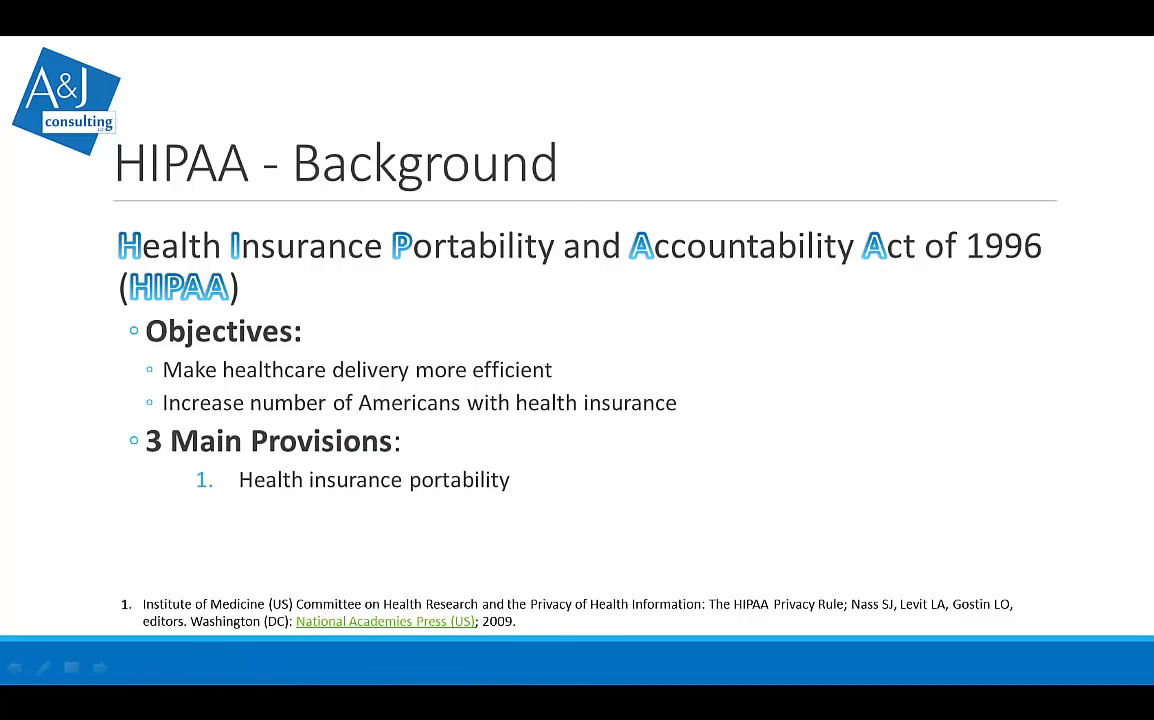 A&J
consulting
HIPAA - Background
Health Insurance Portability and Accountability Act of 1996
(HIPAA)
Objectives:
Make healthcare delivery more efficient
Increase number of Americans with health insurance
3 Main Provisions:
1. Health insurance portability
1. Institute of Medicine (US) Committee on Health Research and the Privacy of Health Information: The HIPAA Privacy Rule; Nass SJ, Levit LA, Gostin LO,
editors. Washington (DC): National Academies Press (US); 2009.